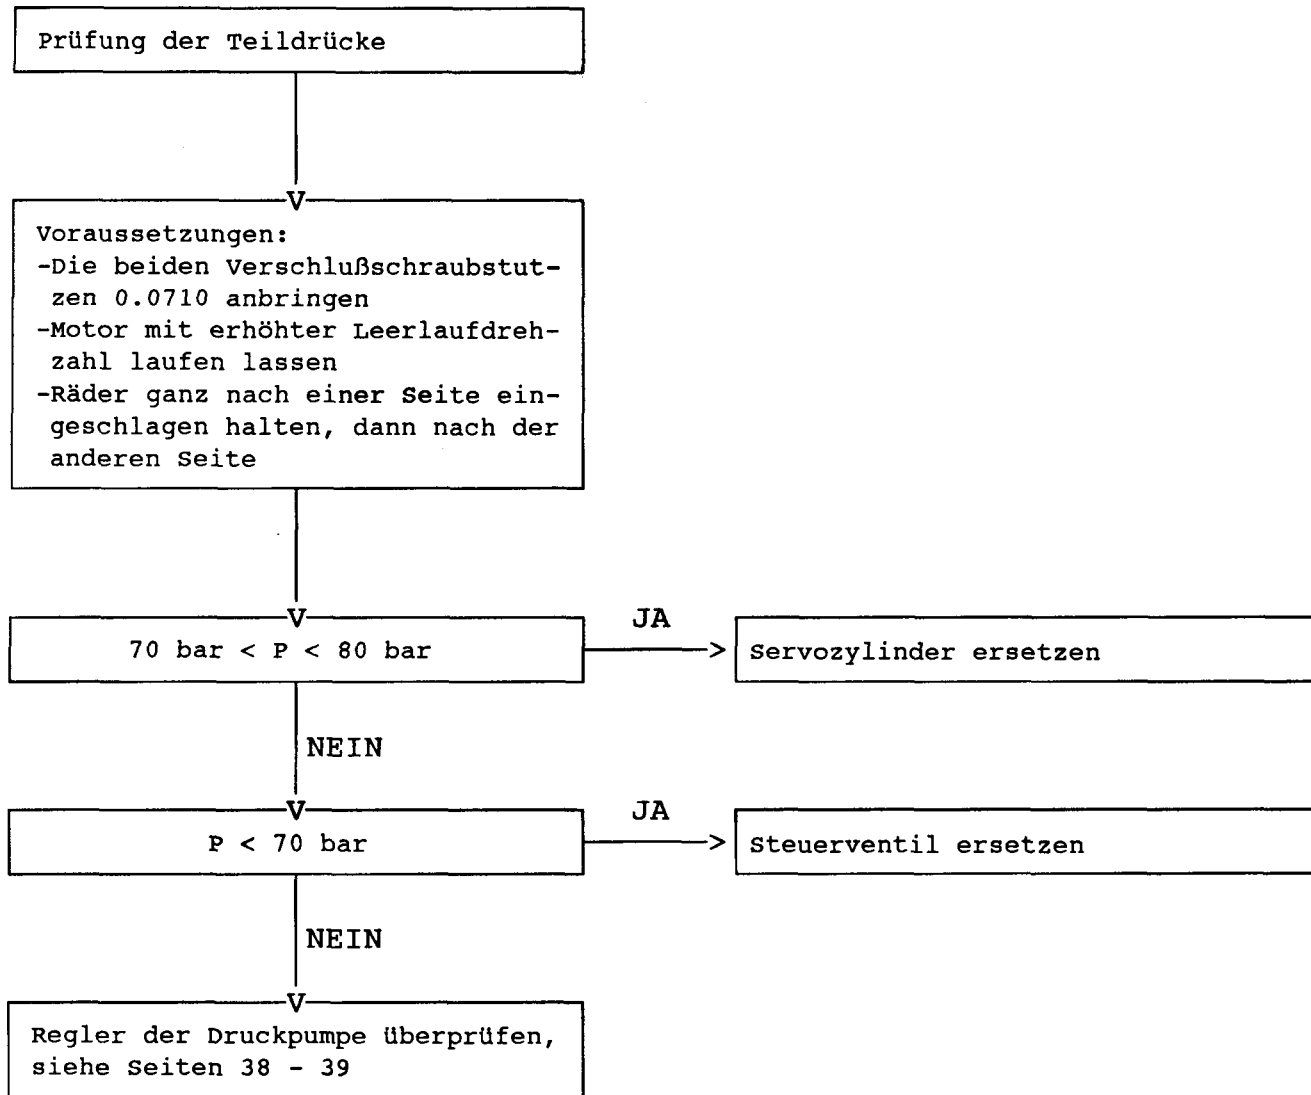 Prüfung der Teildrücke
Voraussetzungen:
-Die beiden Verschlußschraubstut-
zen 0.0710 anbringen
-Motor mit erhöhter Leerlaufdreh-
zahl laufen lassen
-Räder ganz nach einer Seite ein-
geschlagen halten, dann nach der
anderen Seite
70 bar < P < 80 bar
JA
Servozylinder ersetzen
NEIN
P < 70 bar
JA
Steuerventil ersetzen
NEIN
Regler der Druckpumpe überprüfen,
siehe Seiten 38 - 39